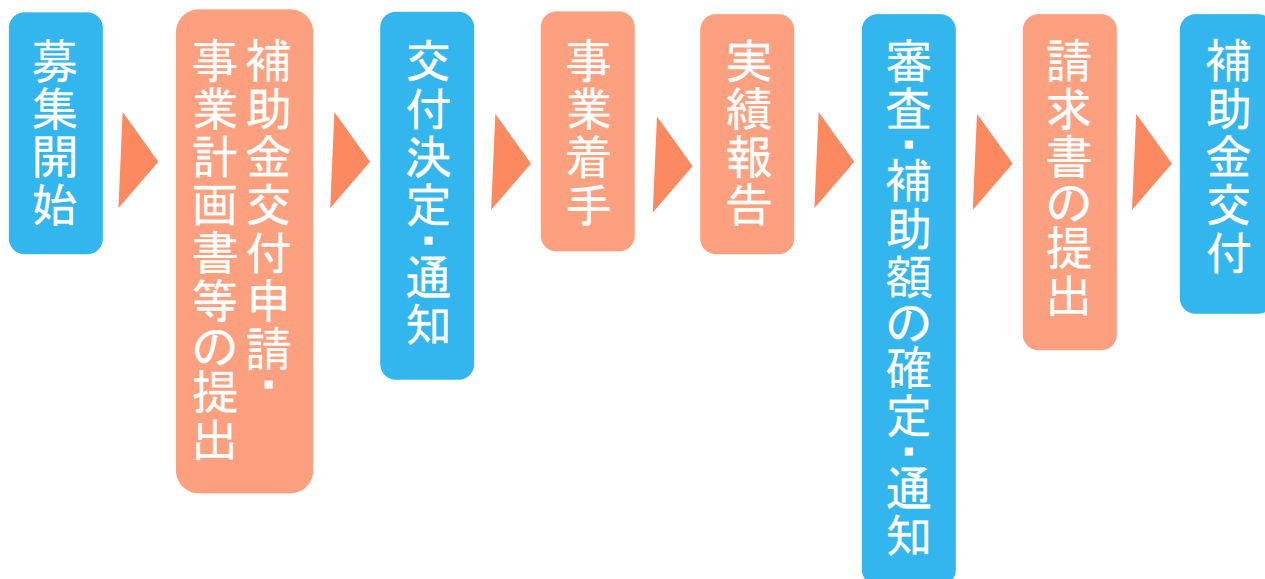 募集開始
補助金交付申請・
事業計画書等の提出
交付決定・通知
事業着手
実績報告
審査・補助額の確定・通知
請求書の提出
補助金交付